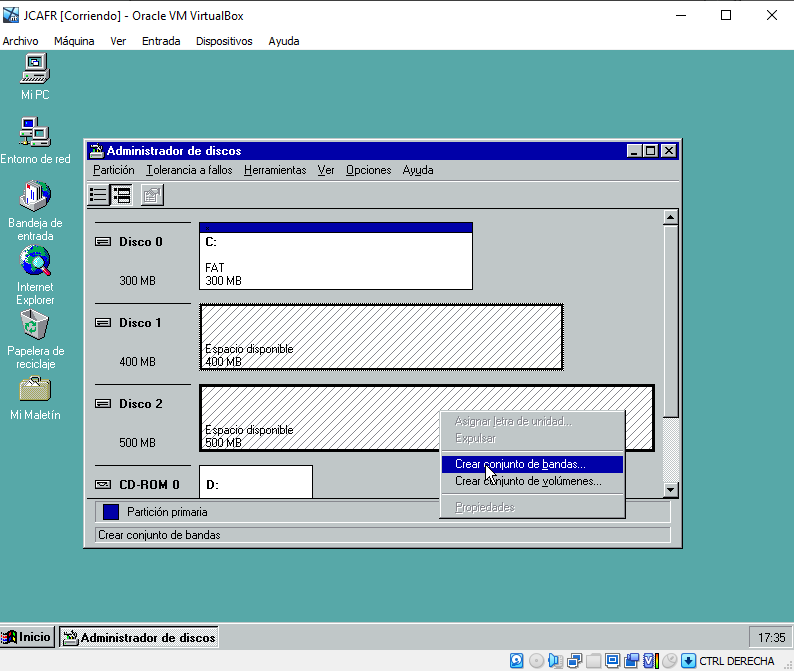 JCAFR [Corriendo] - Oracle VM VirtualBox
Archivo Máquina Ver Entrada Dispositivos Ayuda
Mi PC
Entorno de red
Bandeja de
entrada
Internet
Explorer
Papelera de
reciclaje
Mi Maletín
Administrador de discos
Partición Tolerancia a fallos Herramientas Ver Opciones Ayuda
Disco 0
300 MB
C:
FAT
300 MB
Disco 1
400 MB
Espacio disponible
400 MB
Disco 2
500 MB
Espacio disponible
500 MB
CD-ROM 0
D:
Asignar letra de unidad...
Expulsar
Crear conjunto de bandas...
Crear conjunto de volúmenes...
Propiedades
Partición primaria
Crear conjunto de bandas
Inicio
Administrador de discos
17:35
CTRL DERECHA